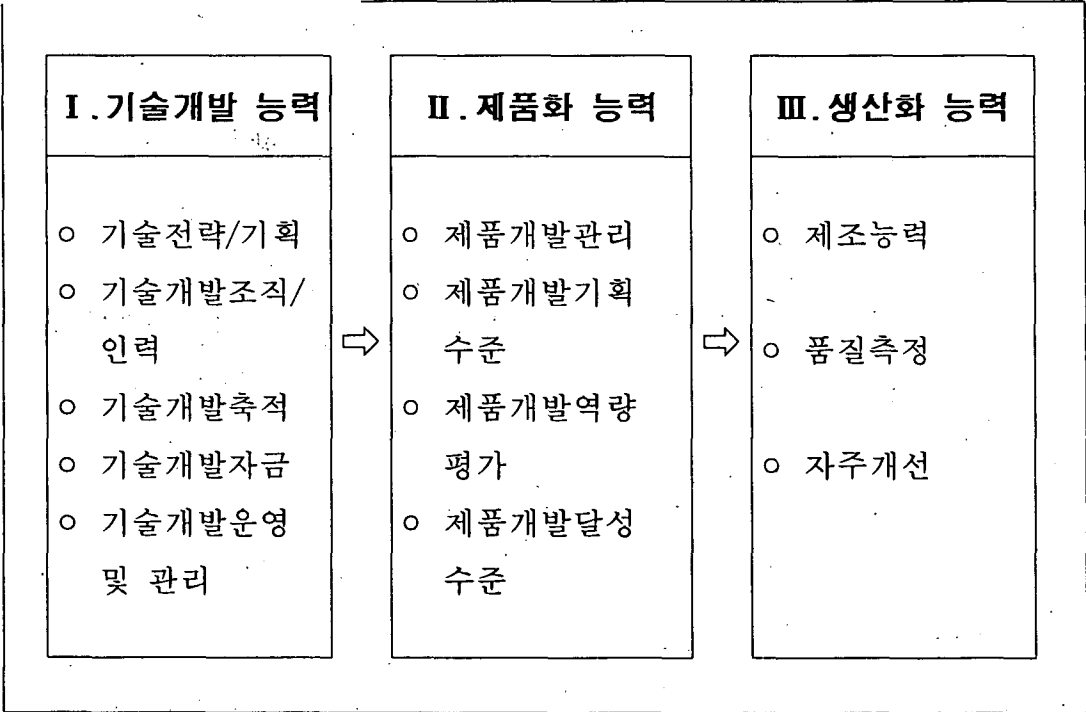 Ⅰ.기술개발 능력
○ 기술전략/기획
○ 기술개발조직/
인력
○ 기술개발축적
○ 기술개발자금
○ 기술개발운영
및 관리
⇨
Ⅱ.제품화 능력
○ 제품개발관리
○ 제품개발기획
수준
○ 제품개발역량
평가
○ 제품개발달성
수준
⇨
Ⅲ.생산화 능력
○ 제조능력
○ 품질측정
○ 자주개선